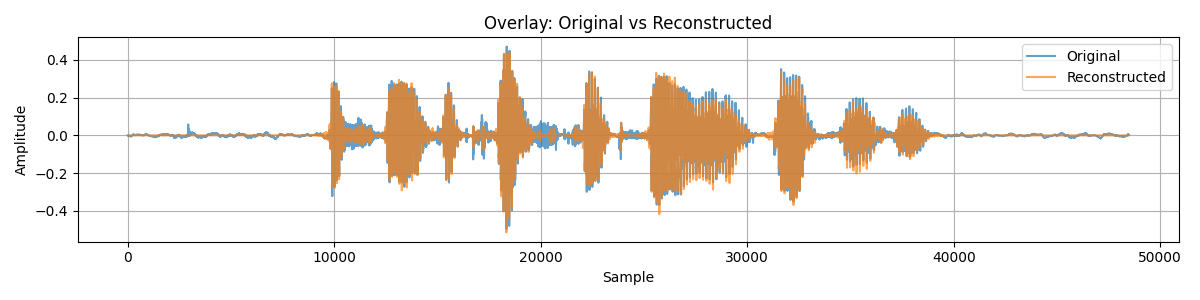 Overlay: Original vs Reconstructed
Original
Reconstructed
Amplitude
0.4
0.2
0.0
−0.2
−0.4
0 10000 20000 30000 40000 50000
Sample